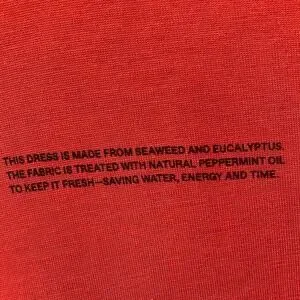 THIS DRESS IS MADE FROM SEAWEED AND EUCALYPTUS.
THE FABRIC IS TREATED WITH NATURAL PEPPERMINT OIL
TO KEEP IT FRESH—SAVING WATER, ENERGY AND TIME.